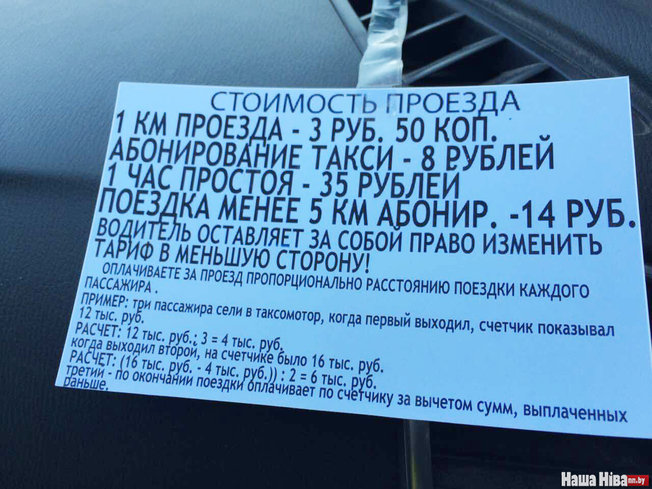 СТОИМОСТЬ ПРОЕЗДА
1 КМ ПРОЕЗДА - 3 РУБ. 50 КОП.
АБОНИРОВАНИЕ ТАКСИ - 8 РУБЛЕЙ
1 ЧАС ПРОСТОЯ - 35 РУБЛЕЙ
ПОЕЗДКА МЕНЕЕ 5 КМ АБОНИР. -14 РУБ.
ВОДИТЕЛЬ ОСТАВЛЯЕТ ЗА СОБОЙ ПРАВО ИЗМЕНИТЬ
ТАРИФ В МЕНЬШУЮ СТОРОНУ!
ОПЛАЧИВАЕТЕ ЗА ПРОЕЗД ПРОПОРЦИОНАЛЬНО РАССТОЯНИЮ ПОЕЗДКИ КАЖДОГО
ПАССАЖИРА .
ПРИМЕР: три пассажира сели в таксомотор, когда первый выходил, счетчик показывал
12 тыс. руб.
РАСЧЕТ: 12 тыс. руб.: 3 = 4 тыс. руб.
когда выходил второй, на счетчике было 16 тыс. руб.
РАСЧЕТ: (16 тыс. руб. - 4 тыс. руб.)) : 2 = 6 тыс. руб.
третий - по окончании поездки оплачивает по счетчику за вычетом сумм, выплаченных
раньше.
Наша Ніва nn.by